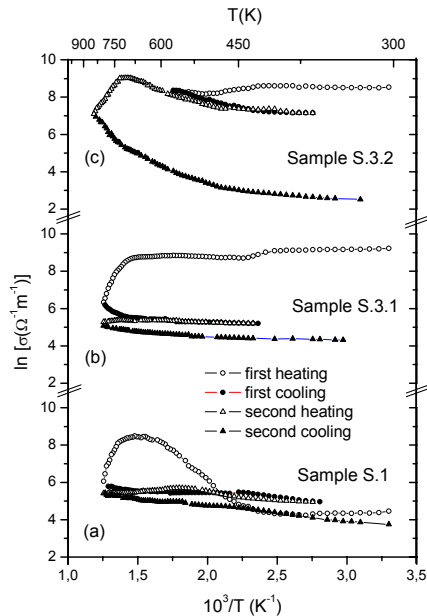 T(K)
900 750 600 450 300
10
8
6
4
2
(c)
Sample S.3.2
10
8
6
4
2
(b)
Sample S.3.1
first heating
first cooling
second heating
second cooling
10
8
6
4
2
(a)
Sample S.1
ln [σ(Ω⁻¹m⁻¹)]
1,0 1,5 2,0 2,5 3,0 3,5
10³/T (K⁻¹)